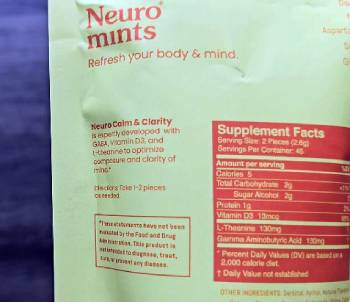 Neuro®
mints
Refresh your body & mind.
Neuro Calm & Clarity
is expertly developed with
GABA, Vitamin D3, and
L-theanine to optimize
composure and clarity of
mind.*
Directions: Take 1-2 pieces
as needed.
*These statements have not been
evaluated by the Food and Drug
Administration. This product is
not intended to diagnose, treat,
cure, or prevent any disease.
Supplement Facts
Serving Size: 2 Pieces (2.6g)
Servings Per Container: 45
Amount per serving
Calories 5
Total Carbohydrate 2g
Sugar Alcohol 2g
Protein 1g
Vitamin D3 13mcg
L-Theanine 130mg
Gamma Aminobutyric Acid 130mg †
* Percent Daily Values (DV) are based on a
2,000 calorie diet.
† Daily Value not established
OTHER INGREDIENTS: Sorbitol,